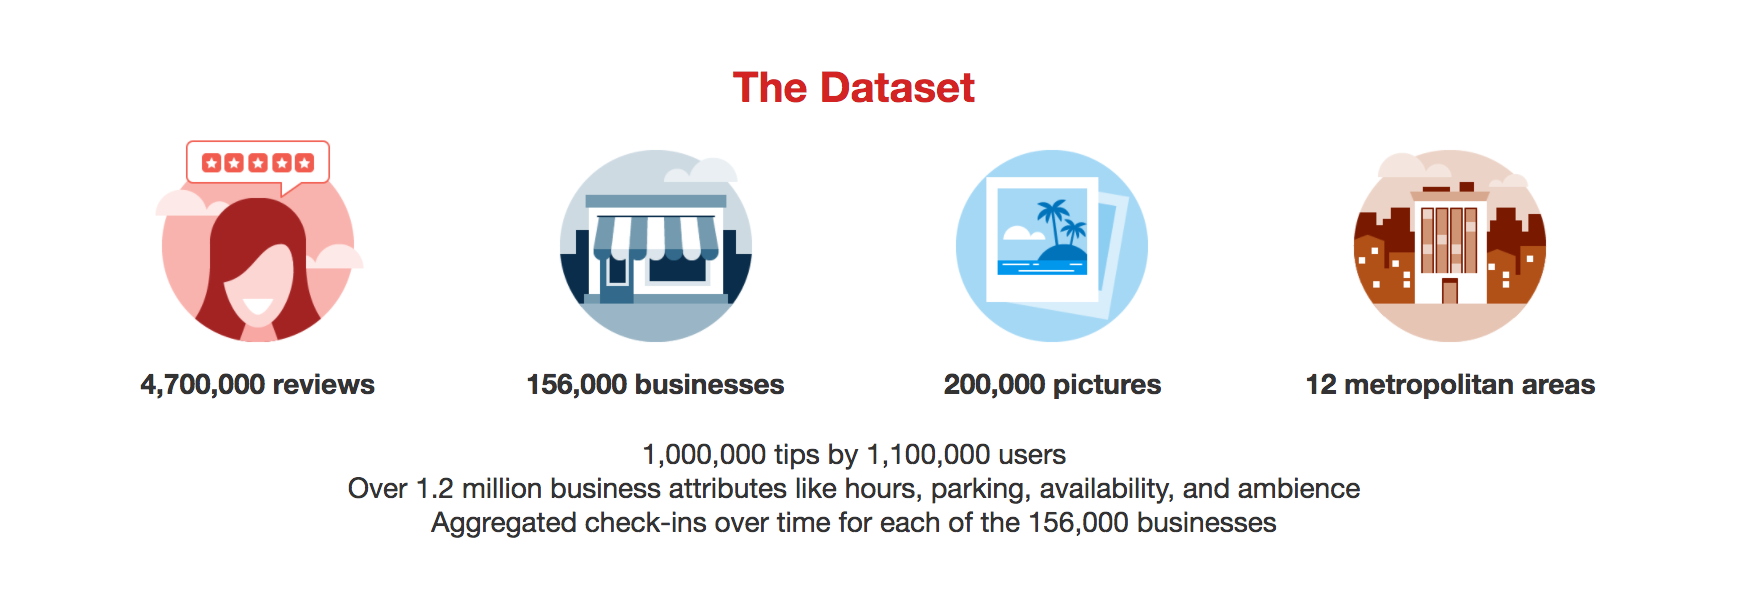 The Dataset
4,700,000 reviews
156,000 businesses
200,000 pictures
12 metropolitan areas
1,000,000 tips by 1,100,000 users
Over 1.2 million business attributes like hours, parking, availability, and ambience
Aggregated check-ins over time for each of the 156,000 businesses